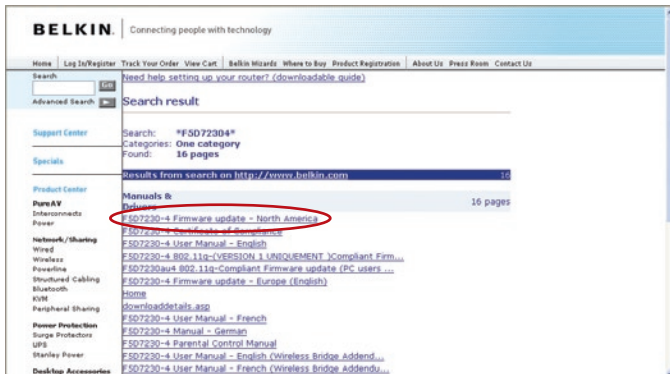 BELKIN. Connecting people with technology
Home Log In/Register Track Your Order View Cart Belkin Wizards Where to Buy Product Registration About Us Press Room Contact Us
Search
Go
Advanced Search
Support Center
Specials
Product Center
PureAV
Interconnects
Power
Network/Sharing
Wired
Wireless
Powerline
Structured Cabling
Bluetooth
KVM
Peripheral Sharing
Power Protection
Surge Protectors
UPS
Stanley Power
Desktop Accessories
Need help setting up your router? (downloadable guide)
Search result
Search: *F5D72304*
Categories: One category
Found: 16 pages
Results from search on http://www.belkin.com 16
Manuals & 16 pages
Drivers
F5D7230-4 Firmware update - North America
F5D7230-4 Certificate of Compliance
F5D7230-4 User Manual - English
F5D7230-4 802.11g-(VERSION 1 UNIQUEMENT )Compliant Firm...
F5D7230au4 802.11g-Compliant Firmware update (PC users ...
F5D7230-4 Firmware update - Europe (English)
Home
downloaddetails.asp
F5D7230-4 User Manual - French
F5D7230-4 Manual - German
F5D7230-4 Parental Control Manual
F5D7230-4 User Manual - English (Wireless Bridge Addend...
F5D7230-4 User Manual - French (Wireless Bridge Addendu...